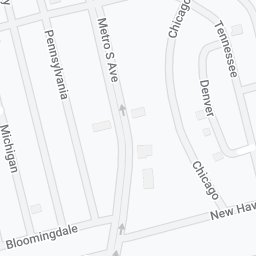 Chicago
Tennessee
Metro S Ave
Pennsylvania
Denver
Michigan
Chicago
New Hav
Bloomingdale